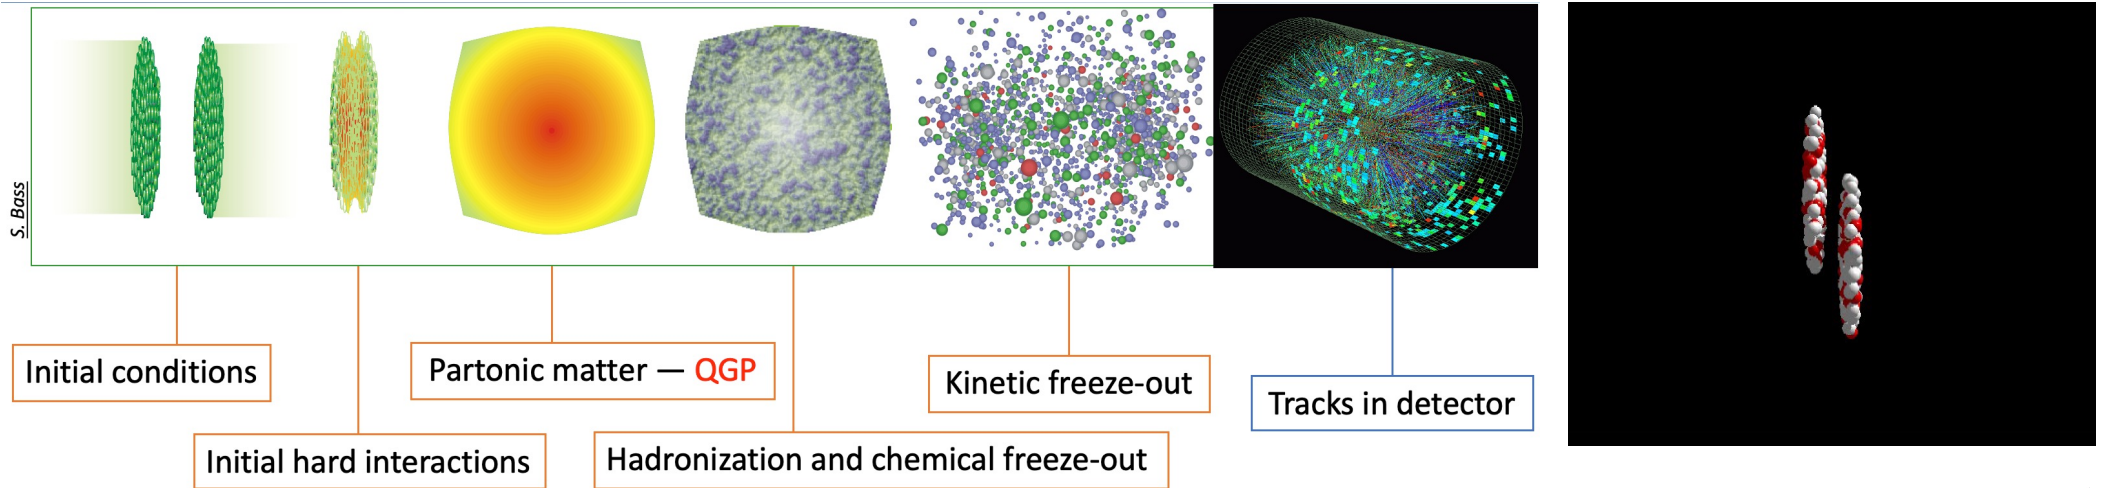 S. Bass
Initial conditions
Initial hard interactions
Partonic matter — QGP
Hadronization and chemical freeze-out
Kinetic freeze-out
Tracks in detector